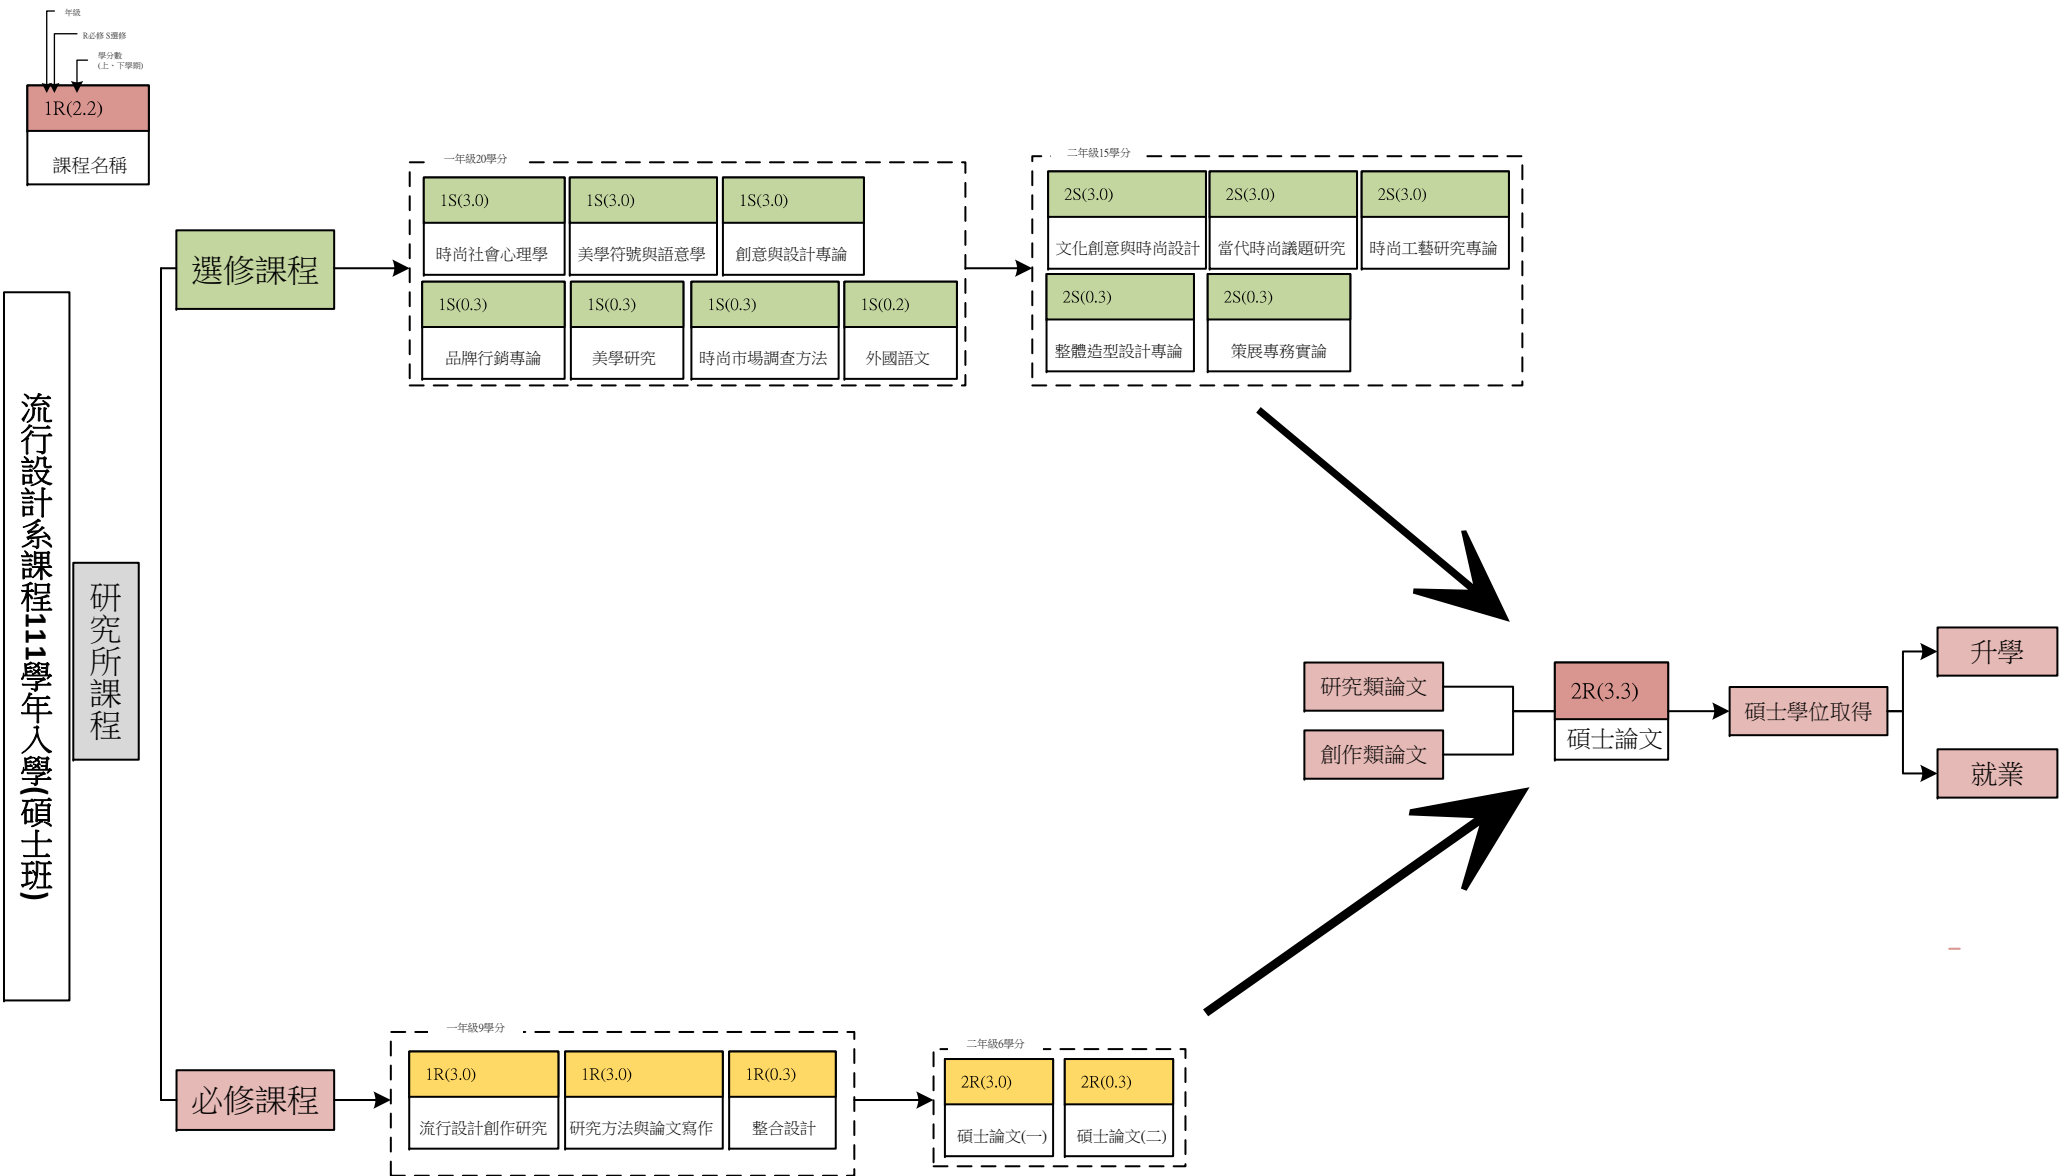 年級
R必修 S選修
學分數
(上、下學期)
1R(2.2)
課程名稱
流行設計系課程111學年入學(碩士班)
研究所課程
選修課程
一年級20學分
1S(3.0)
時尚社會心理學
1S(3.0)
美學符號與語意學
1S(3.0)
創意與設計專論
1S(0.3)
品牌行銷專論
1S(0.3)
美學研究
1S(0.3)
時尚市場調查方法
1S(0.2)
外國語文
二年級15學分
2S(3.0)
文化創意與時尚設計
2S(3.0)
當代時尚議題研究
2S(3.0)
時尚工藝研究專論
2S(0.3)
整體造型設計專論
2S(0.3)
策展專務實論
必修課程
一年級9學分
1R(3.0)
流行設計創作研究
1R(3.0)
研究方法與論文寫作
1R(0.3)
整合設計
二年級6學分
2R(3.0)
碩士論文(一)
2R(0.3)
碩士論文(二)
研究類論文
創作類論文
2R(3.3)
碩士論文
碩士學位取得
升學
就業